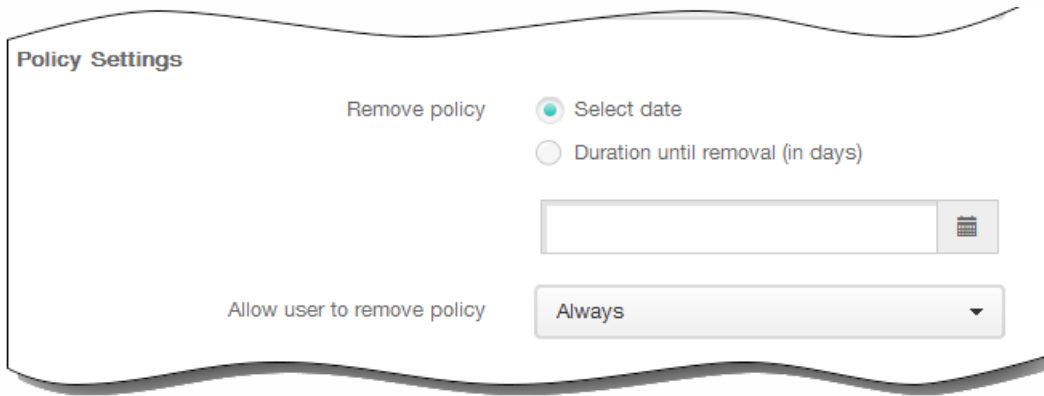 Policy Settings
Remove policy
Select date
Duration until removal (in days)
Allow user to remove policy
Always